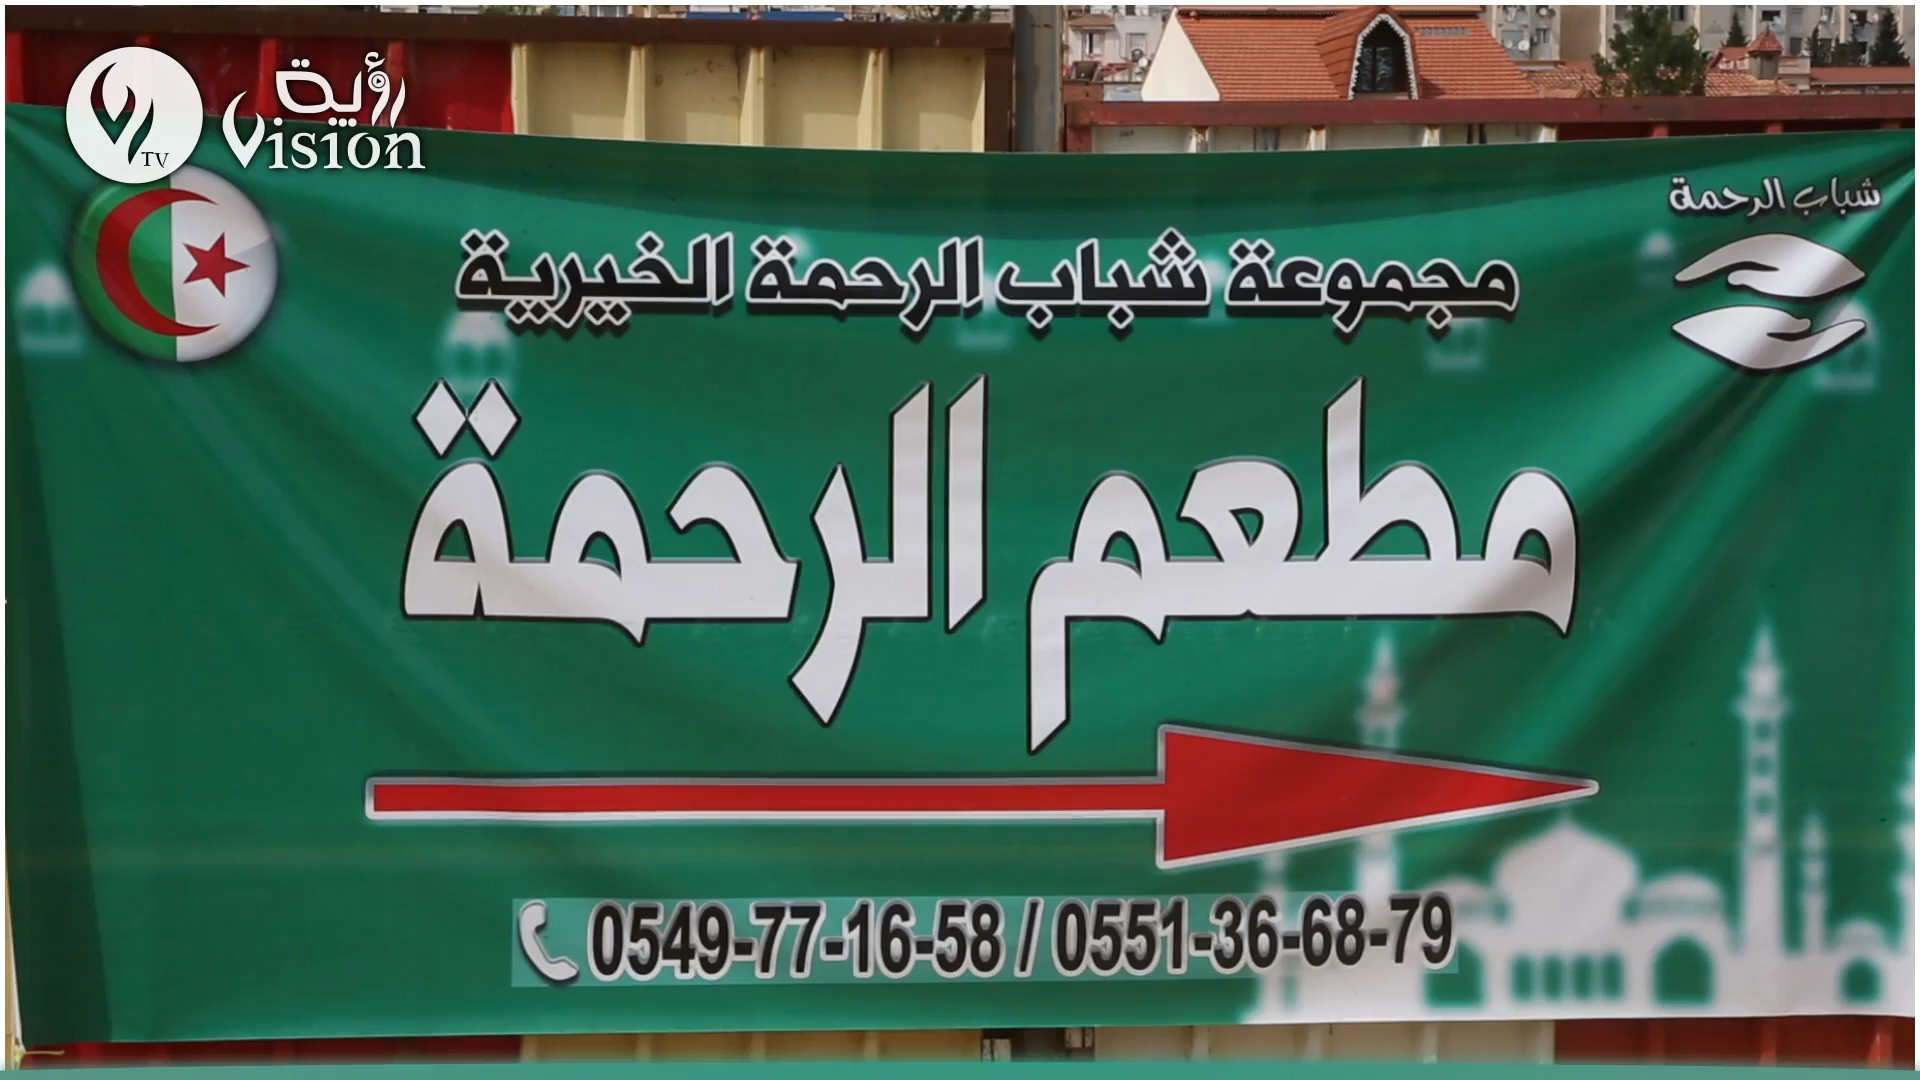 رؤية
Vision
TV
شباب الرحمة
مجموعة شباب الرحمة الخيرية
مطعم الرحمة
0549-77-16-58 / 0551-36-68-79